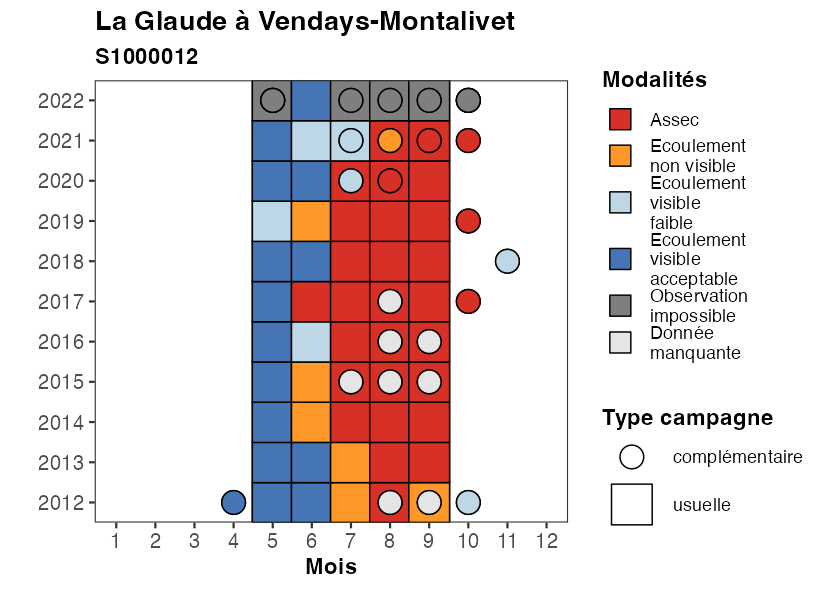 La Glaude à Vendays-Montalivet
S1000012
2022
2021
2020
2019
2018
2017
2016
2015
2014
2013
2012
1 2 3 4 5 6 7 8 9 10 11 12
Mois
Modalités
Assec
Ecoulement
non visible
Ecoulement
visible
faible
Ecoulement
visible
acceptable
Observation
impossible
Donnée
manquante
Type campagne
complémentaire
usuelle